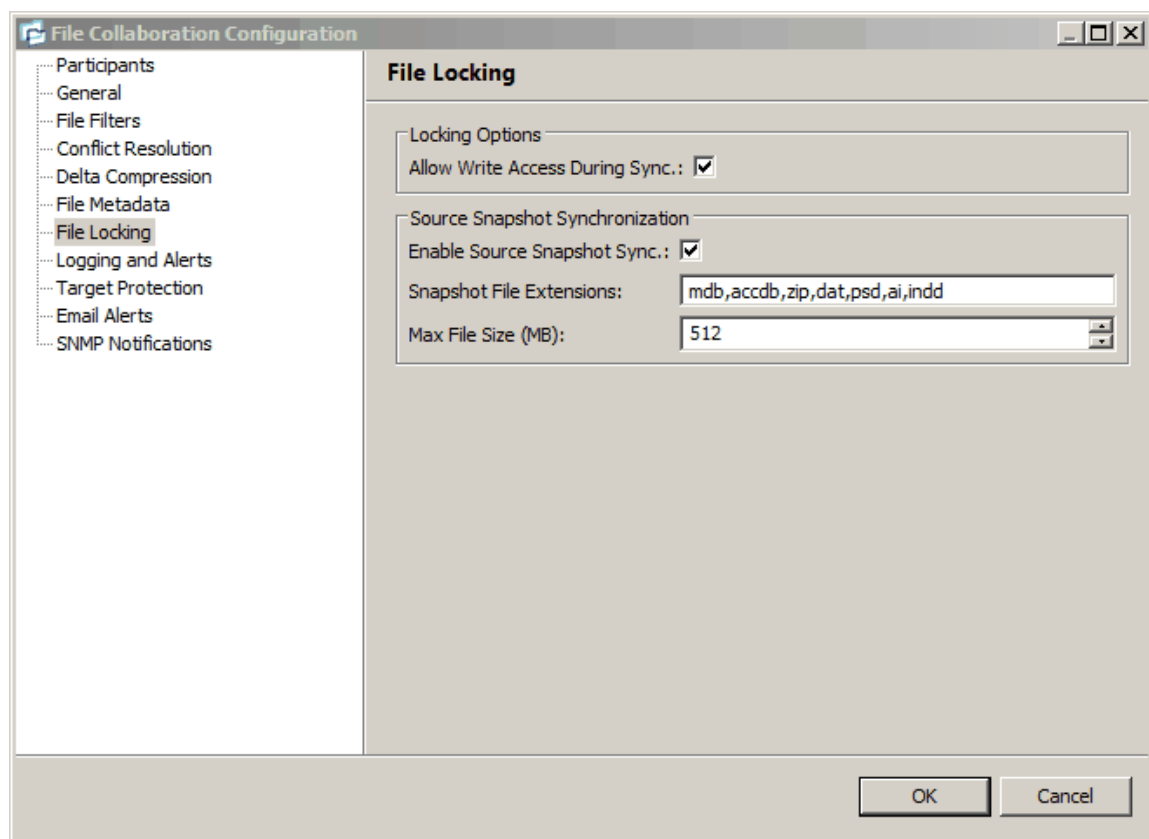 File Collaboration Configuration
Participants
General
File Filters
Conflict Resolution
Delta Compression
File Metadata
File Locking
Logging and Alerts
Target Protection
Email Alerts
SNMP Notifications
File Locking
Locking Options
Allow Write Access During Sync.:
Source Snapshot Synchronization
Enable Source Snapshot Sync.:
Snapshot File Extensions: mdb,accdb,zip,dat,psd,ai,indd
Max File Size (MB): 512
OK Cancel